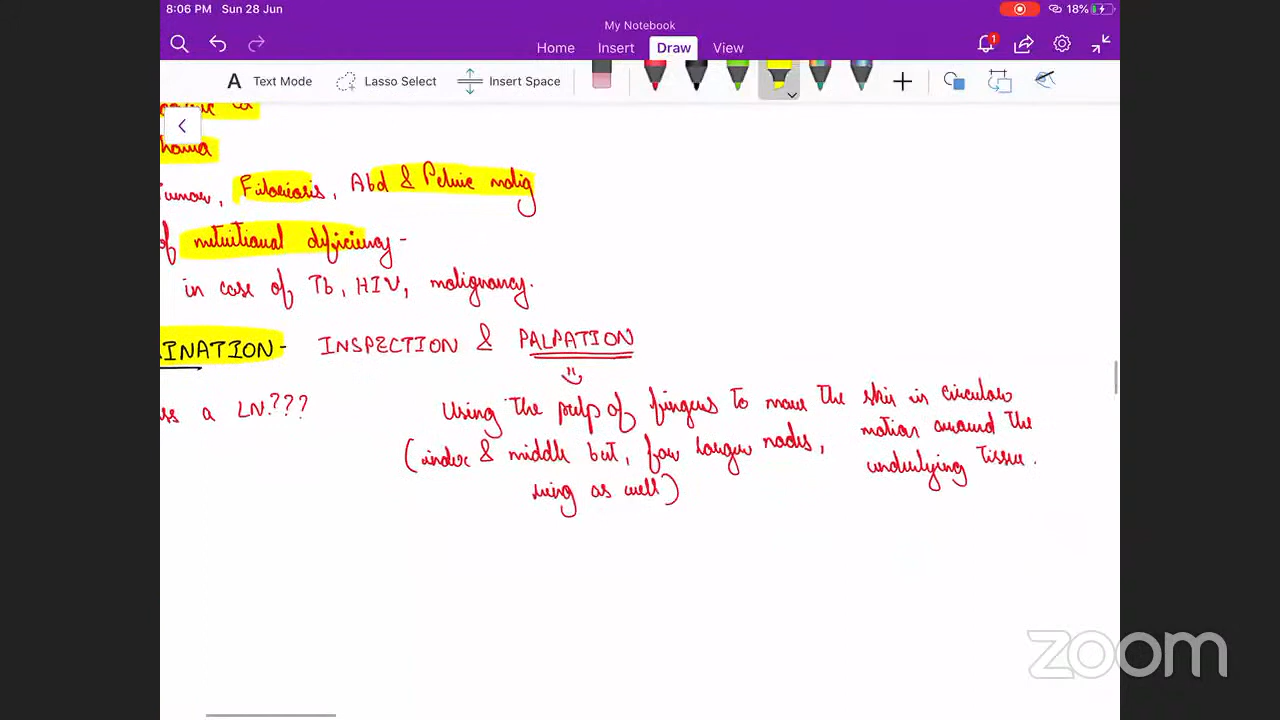 8:06 PM Sun 28 Jun
18%
My Notebook
Home Insert Draw View
1
A Text Mode Lasso Select Insert Space
Filariasis, Abd & Pelvic malig
of nutritional deficiency -
in case of Tb, HIV, malignancy.
INATION - INSPECTION & PALPATION
a LN???
Using the pulp of fingers to move the skin in circular
motion around the
(index & middle but, for larger nodes,
underlying tissue.
ring as well)
zoom